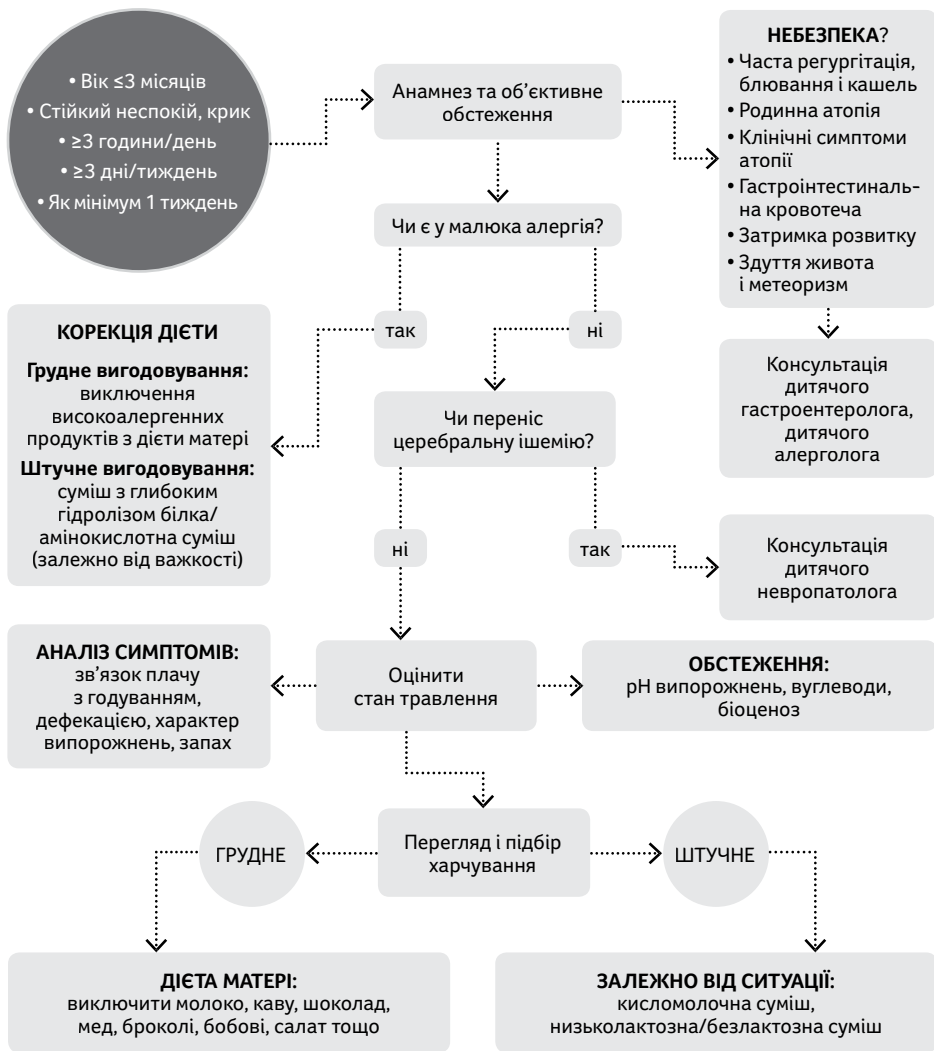 • Вік ≤3 місяців
• Стійкий неспокій, крик
• ≥3 години/день
• ≥3 дні/тиждень
• Як мінімум 1 тиждень
Анамнез та об’єктивне
обстеження
НЕБЕЗПЕКА?
• Часта регургітація,
блювання і кашель
• Родинна атопія
• Клінічні симптоми
атопії
• Гастроінтестиналь-
на кровотеча
• Затримка розвитку
• Здуття живота
і метеоризм
Чи є у малюка алергія?
так
ні
КОРЕКЦІЯ ДІЄТИ
Грудне вигодовування:
виключення
високоалергенних
продуктів з дієти матері
Штучне вигодовування:
суміш з глибоким
гідролізом білка/
амінокислотна суміш
(залежно від важкості)
Чи переніс
церебральну ішемію?
Консультація
дитячого
гастроентеролога,
дитячого
алерголога
ні
так
Консультація
дитячого
невропатолога
АНАЛІЗ СИМПТОМІВ:
зв’язок плачу
з годуванням,
дефекацією, характер
випорожнень, запах
Оцінити
стан травлення
ОБСТЕЖЕННЯ:
рН випорожнень, вуглеводи,
біоценоз
ГРУДНЕ
Перегляд і підбір
харчування
ШТУЧНЕ
ДІЄТА МАТЕРІ:
виключити молоко, каву, шоколад,
мед, броколі, бобові, салат тощо
ЗАЛЕЖНО ВІД СИТУАЦІЇ:
кисломолочна суміш,
низьколактозна/безлактозна суміш